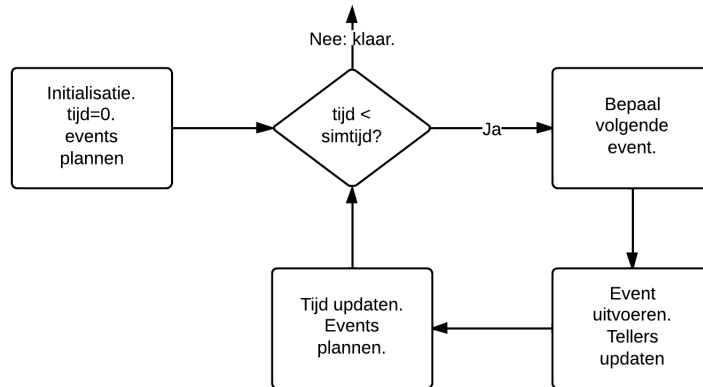 Nee: klaar.
Initialisatie.
tijd=0.
events
plannen
tijd <
simtijd?
Ja
Bepaal
volgende
event.
Tijd updaten.
Events
plannen.
Event
uitvoeren.
Tellers
updaten